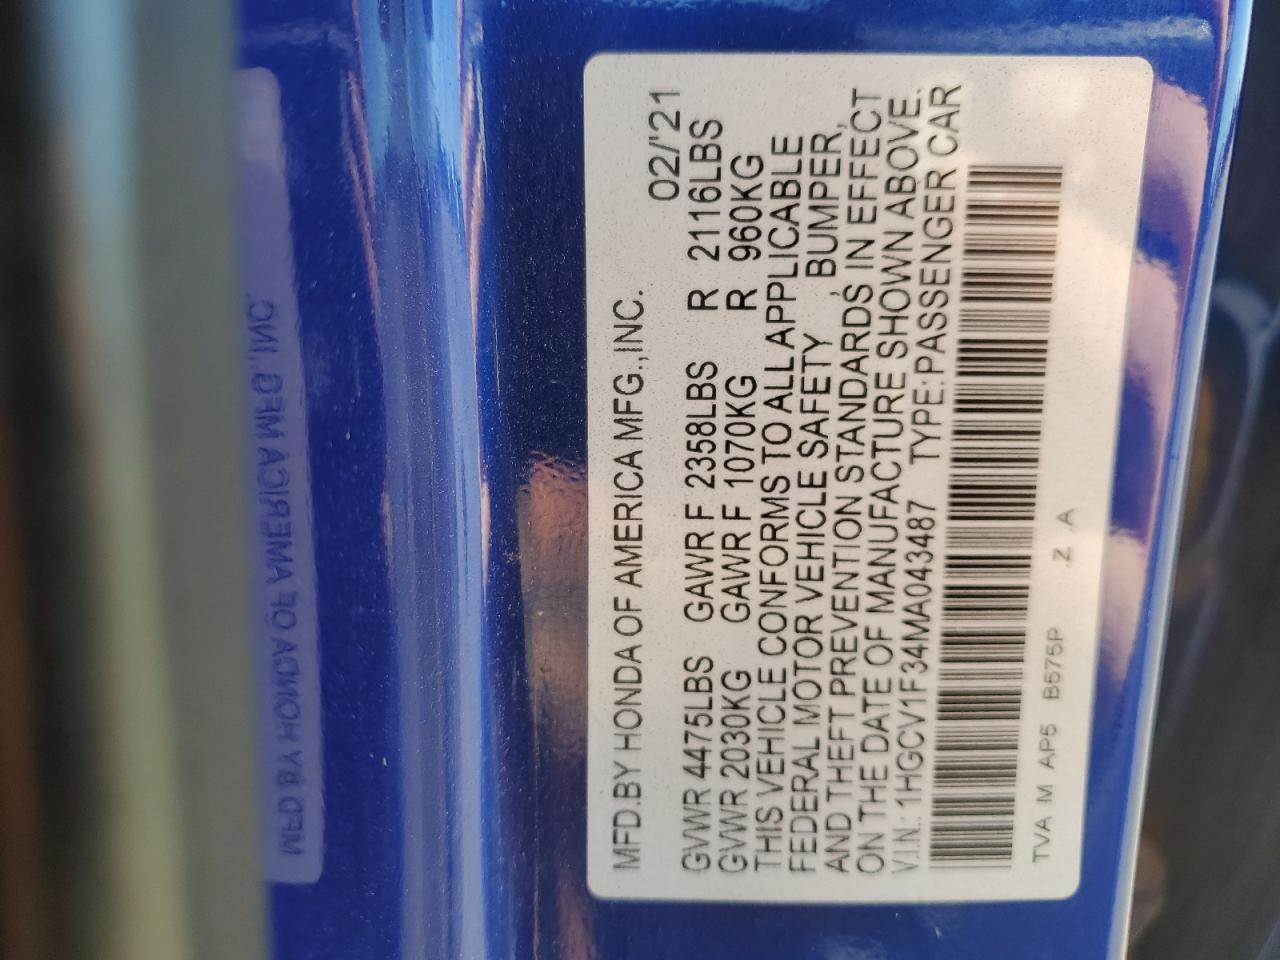 MFD.BY HONDA OF AMERICA MFG.,INC.
02/'21
GVWR 4475LBS GAWR F 2358LBS R 2116LBS
GVWR 2030KG GAWR F 1070KG R 960KG
THIS VEHICLE CONFORMS TO ALL APPLICABLE
FEDERAL MOTOR VEHICLE SAFETY, BUMPER,
AND THEFT PREVENTION STANDARDS IN EFFECT
ON THE DATE OF MANUFACTURE SHOWN ABOVE.
V.I.N.: 1HGCV1F34MA043487 TYPE:PASSENGER CAR
TVA M AP5 B575P .Z .A
MFD.BY HONDA OF AMERICA MFG.,INC.